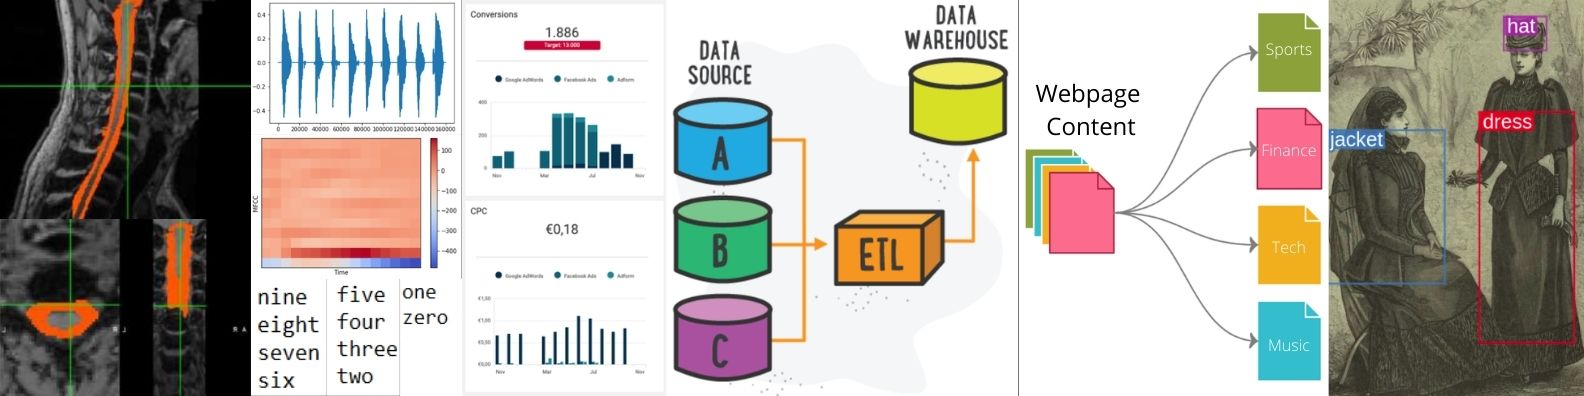 R
L
R A
0.4
0.2
0.0
−0.2
−0.4
0 20000 40000 60000 80000 100000 120000 140000 160000
MFCC
Time
100
0
−100
−200
−300
−400
nine
eight
seven
six
five
four
three
two
one
zero
Conversions
1.886
Target: 13.000
Google AdWords Facebook Ads Adform
400
200
0
Nov Mar Jul Nov
CPC
€0,18
Google AdWords Facebook Ads Adform
€1,50
€1,00
€0,50
€0,00
Nov Mar Jul Nov
DATA
SOURCE
A
B
C
ETL
DATA
WAREHOUSE
Webpage
Content
Sports
Finance
Tech
Music
hat
dress
jacket